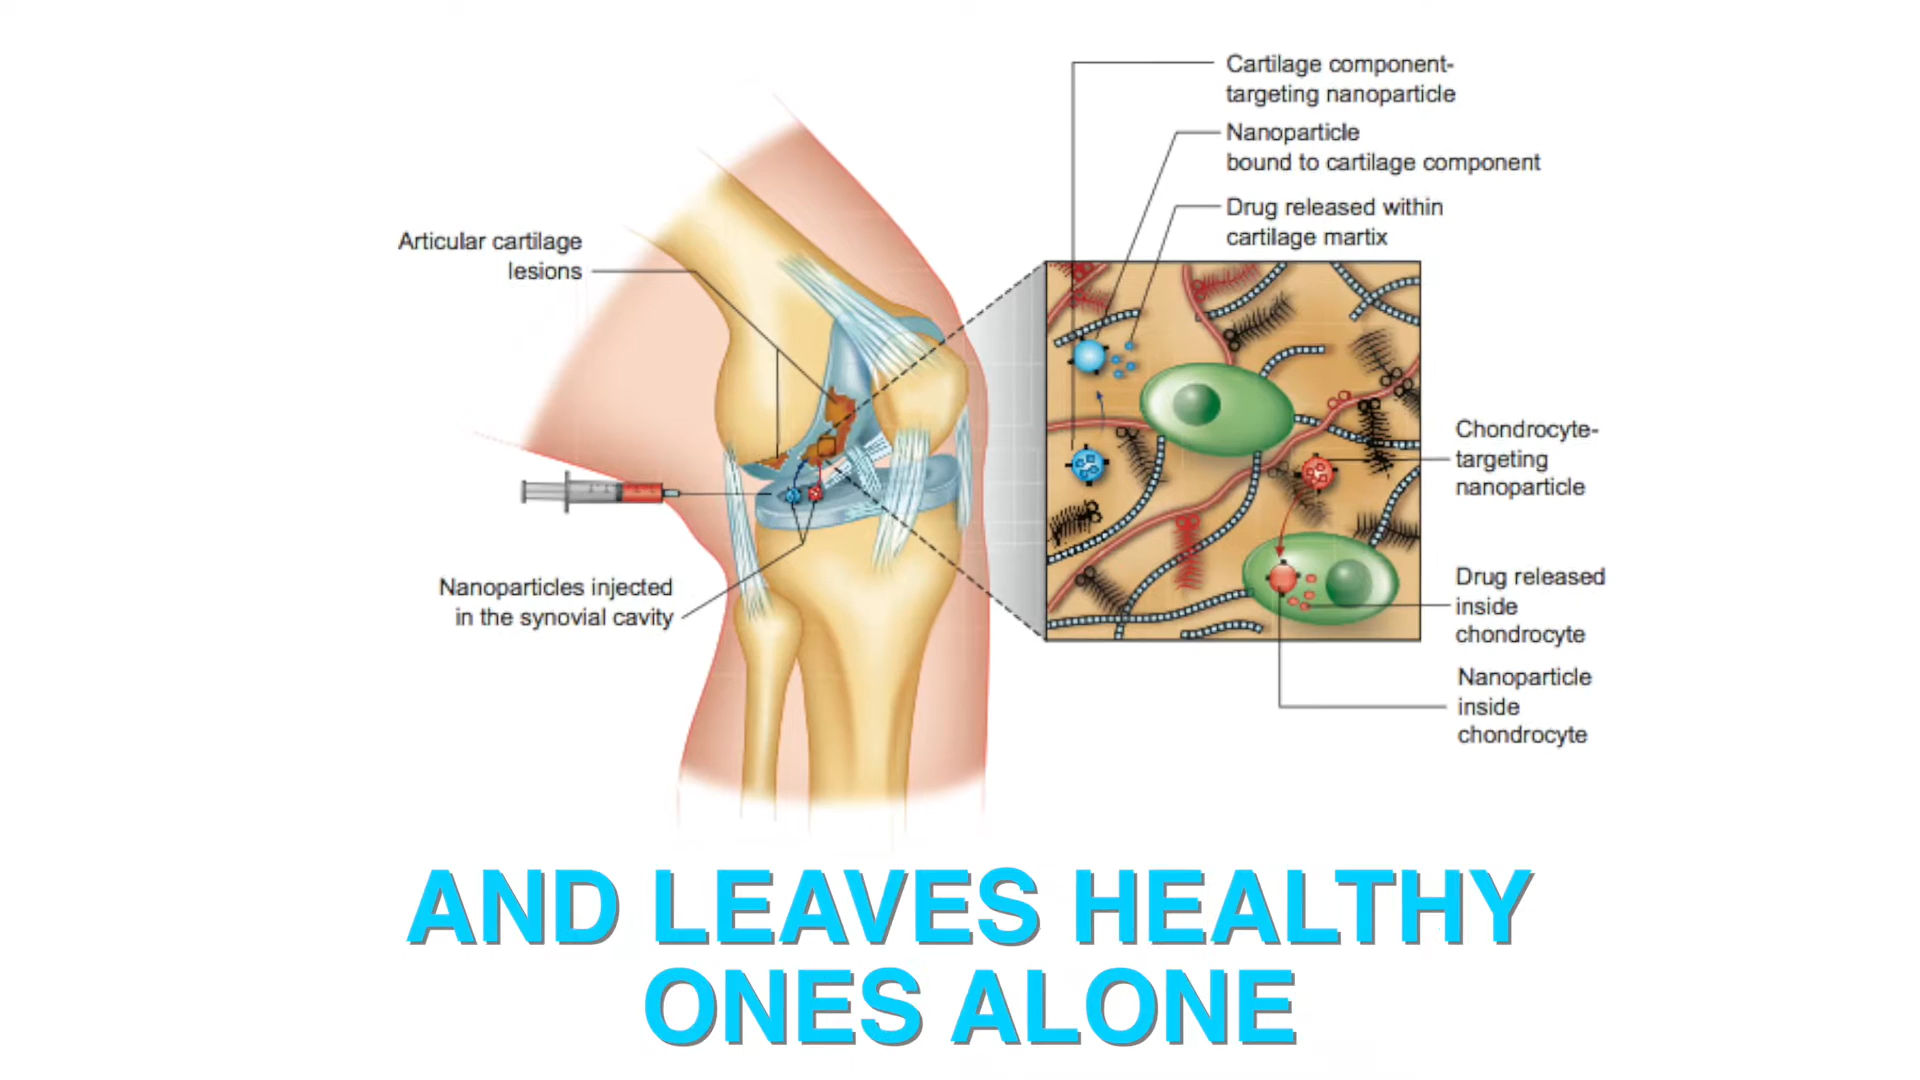 Cartilage component-
targeting nanoparticle
Nanoparticle
bound to cartilage component
Drug released within
cartilage martix
Articular cartilage
lesions
Chondrocyte-
targeting
nanoparticle
Nanoparticles injected
in the synovial cavity
Drug released
inside
chondrocyte
Nanoparticle
inside
chondrocyte
AND LEAVES HEALTHY
ONES ALONE